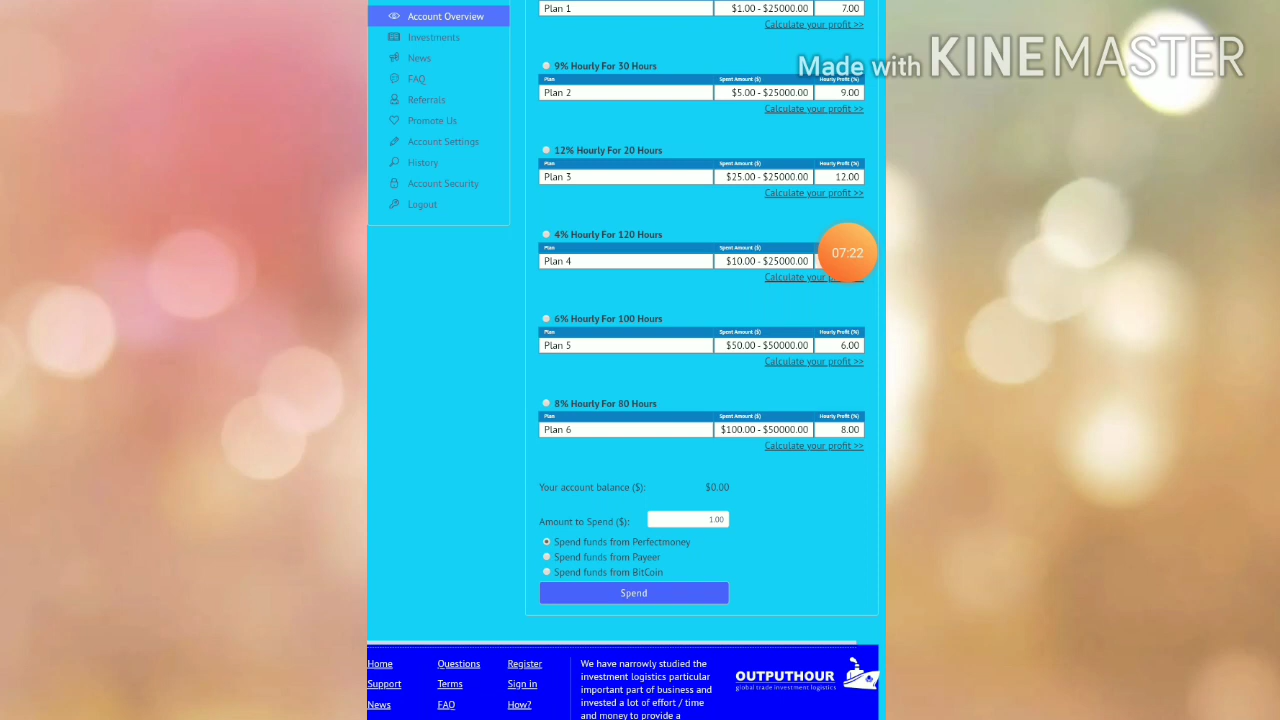 Account Overview
Investments
News
FAQ
Referrals
Promote Us
Account Settings
History
Account Security
Logout
Made with KINEMASTER
Plan 1 $1.00 - $25000.00 7.00
Calculate your profit >>
9% Hourly For 30 Hours
Plan Spent Amount ($) Hourly Profit (%)
Plan 2 $5.00 - $25000.00 9.00
Calculate your profit >>
12% Hourly For 20 Hours
Plan Spent Amount ($) Hourly Profit (%)
Plan 3 $25.00 - $25000.00 12.00
Calculate your profit >>
4% Hourly For 120 Hours
Plan Spent Amount ($)
Plan 4 $10.00 - $25000.00
07:22
Calculate your >>
6% Hourly For 100 Hours
Plan Spent Amount ($) Hourly Profit (%)
Plan 5 $50.00 - $50000.00 6.00
Calculate your profit >>
8% Hourly For 80 Hours
Plan Spent Amount ($) Hourly Profit (%)
Plan 6 $100.00 - $50000.00 8.00
Calculate your profit >>
Your account balance ($): $0.00
Amount to Spend ($): 1.00
Spend funds from Perfectmoney
Spend funds from Payeer
Spend funds from BitCoin
Spend
Home Questions Register
Support Terms Sign in
News FAQ How?
We have narrowly studied the
investment logistics particular
important part of business and
invested a lot of effort / time
and money to provide a
OUTPUTHOUR
global trade investment logistics